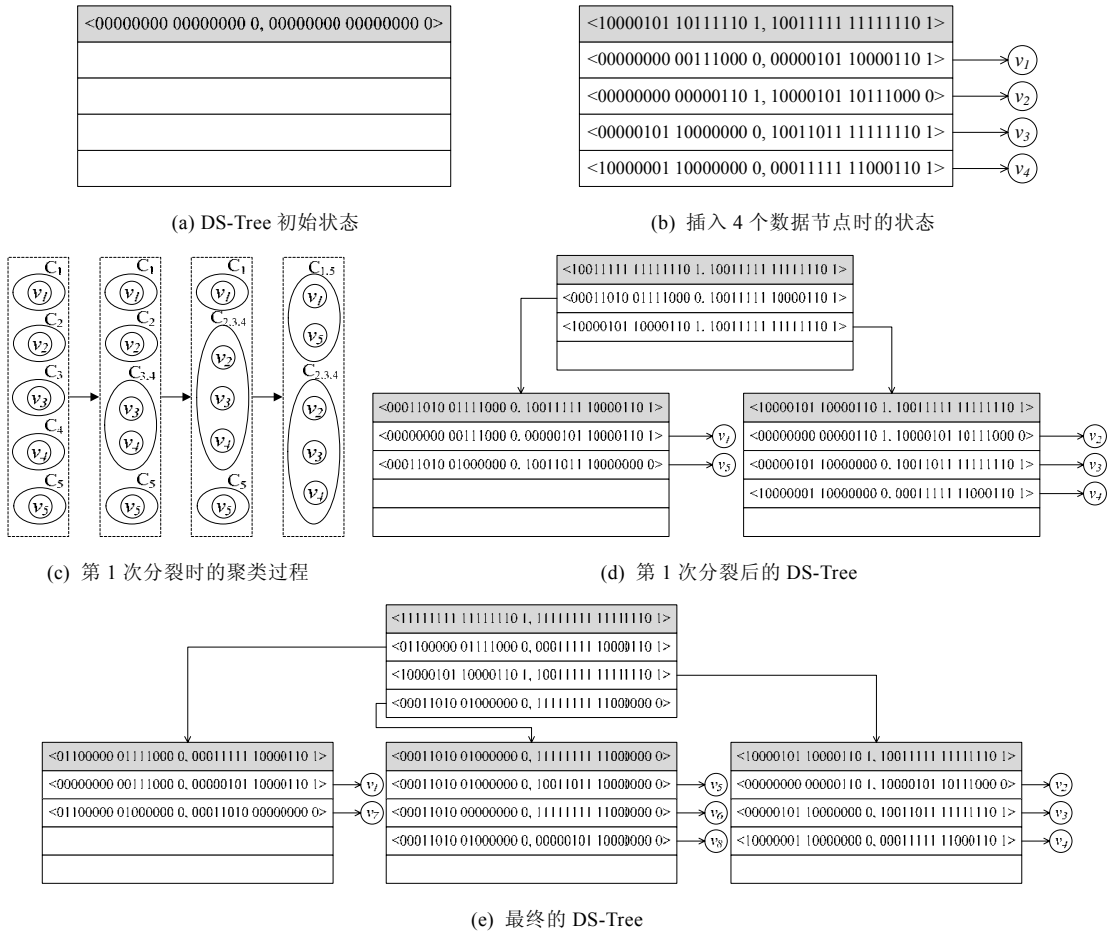 <00000000 00000000 0, 00000000 00000000 0>
(a) DS-Tree 初始状态
<10000101 10111110 1, 10011111 11111110 1>
<00000000 00111000 0, 00000101 10000110 1>
v1
<00000000 00000110 1, 10000101 10111000 0>
v2
<00000101 10000000 0, 10011011 11111110 1>
v3
<10000001 10000000 0, 00011111 11000110 1>
v4
(b) 插入 4 个数据节点时的状态
C1
v1
C2
v2
C3
v3
C4
v4
C5
v5
C1
v1
C2
v2
C3.4
v3
v4
C5
v5
C1
v1
C2.3.4
v2
v3
v4
C5
v5
C1.5
v1
v5
C2.3.4
v2
v3
v4
(c) 第 1 次分裂时的聚类过程
<10011111 11111110 1. 10011111 11111110 1>
<00011010 01111000 0.10011111 10000110 1>
<10000101 10000110 1.10011111 11111110 1>
<00011010 01111000 0.10011111 10000110 1>
<00000000 00111000 0.00000101 10000110 1>
v1
<00011010 01000000 0.10011011 10000000 0>
v5
<10000101 10000110 1.10011111 11111110 1>
<00000000 00000110 1.10000101 10111000 0>
v2
<00000101 10000000 0.10011011 11111110 1>
v3
<10000001 10000000 0.00011111 11000110 1>
v4
(d) 第 1 次分裂后的 DS-Tree
<11111111 11111110 1, 11111111 11111110 1>
<01100000 01111000 0, 00011111 10000110 1>
<10000101 10000110 1, 10011111 11111110 1>
<00011010 01000000 0, 11111111 11000000 0>
<01100000 01111000 0, 00011111 10000110 1>
<00000000 00111000 0, 00000101 10000110 1>
v1
<01100000 01000000 0, 00011010 00000000 0>
v7
<00011010 01000000 0, 11111111 11000000 0>
<00011010 01000000 0, 10011011 10000000 0>
v5
<00011010 00000000 0, 11111111 11000000 0>
v6
<00011010 01000000 0, 00000101 10000000 0>
v8
<10000101 10000110 1, 10011111 11111110 1>
<00000000 00000110 1, 10000101 10111000 0>
v2
<00000101 10000000 0, 10011011 11111110 1>
v3
<10000001 10000000 0, 00011111 11000110 1>
v4
(e) 最终的 DS-Tree